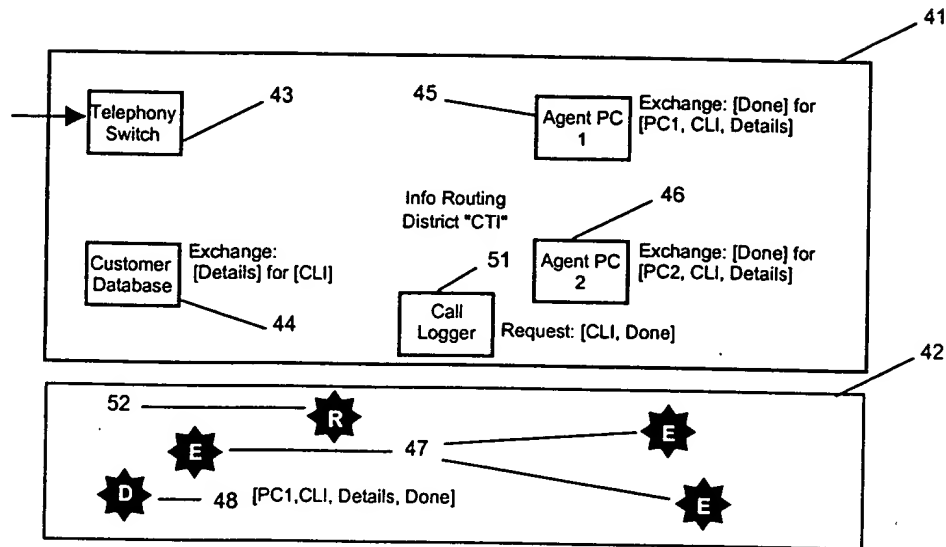 41
Telephony
Switch
43
45
Agent PC
1
Exchange: [Done] for
[PC1, CLI, Details]
Info Routing
District "CTI"
46
Customer
Database
Exchange:
[Details] for [CLI]
44
51
Agent PC
2
Exchange: [Done] for
[PC2, CLI, Details]
Call
Logger
Request: [CLI, Done]
42
52
R
E
47
E
D
48
[PC1,CLI, Details, Done]
E